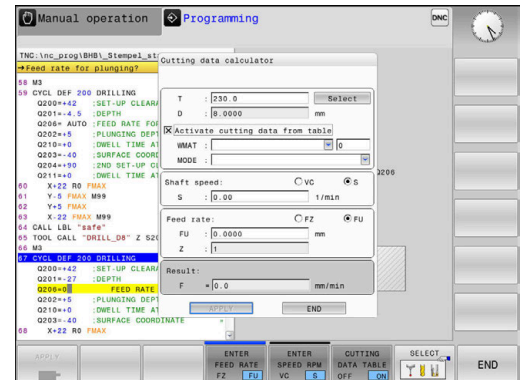 Manual operation
Programming
DNC
TNC:\nc_prog\BHB\_Stempel_st
→Feed rate for plunging?
58 M3
59 CYCL DEF 200 DRILLING
Q200=+42 ;SET-UP CLEARA
Q201=-4.5 ;DEPTH
Q206= AUTO ;FEED RATE FOR
Q202=+5 ;PLUNGING DEPT
Q210=+0 ;DWELL TIME AT
Q203=-40 ;SURFACE COORD
Q204=+90 ;2ND SET-UP CL
Q211=+0 ;DWELL TIME AT
60 X+22 R0 FMAX
61 Y-5 FMAX M99
62 Y+5 FMAX
63 X-22 FMAX M99
64 CALL LBL "safe"
65 TOOL CALL "DRILL_D8" Z S20
66 M3
67 CYCL DEF 200 DRILLING
Q200=+42 ;SET-UP CLEARA
Q201=-27 ;DEPTH
Q206=0 FEED RATE
Q202=+5 ;PLUNGING DEPT
Q210=+0 ;DWELL TIME AT
Q203=-40 ;SURFACE COORDINATE
68 X+22 R0 FMAX
Cutting data calculator
T : 230.0 Select
D : 8.0000 mm
Activate cutting data from table
WMAT : 0
MODE :
Shaft speed: VC S
S : 0.00 1/min
Feed rate: FZ FU
FU : 0.0000 mm
Z : 1
Result:
F = 0.0 mm/min
APPLY END
Q206
APPLY
ENTER FEED RATE FZ FU
ENTER SPEED RPM VC S
CUTTING DATA TABLE OFF ON
SELECT
END